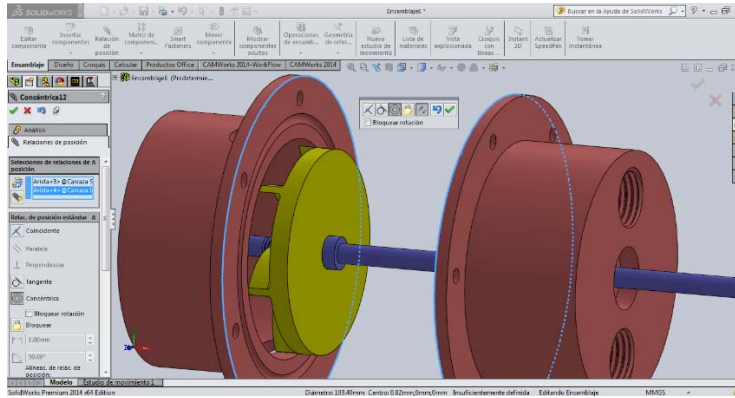 SOLIDWORKS
Ensamblaje6 *
Buscar en la Ayuda de SolidWorks
Editar componente
Insertar componentes
Relación de posición
Matriz de componen...
Smart Fasteners
Mover componente
Mostrar componentes ocultos
Operaciones de ensamb...
Geometría de refer...
Nuevo estudio de movimiento
Lista de materiales
Vista explosionada
Croquis con líneas ...
Instant 3D
Actualizar SpeedPak
Tomar instantánea
Ensamblaje Diseño Croquis Calcular Productos Office CAMWorks 2014-WorkFlow CAMWorks 2014
Ensamblaje6 (Predetermin...
Concéntrica12
Bloquear rotación
Análisis
Relaciones de posición
Selecciones de relaciones de posición
Arista<3>@Carcaza S
Arista<4>@Carcaza I
Relac. de posición estándar
Coincidente
Paralela
Perpendicular
Tangente
Concéntrica
Bloquear rotación
Bloquear
1.00mm
30.00°
Alineac. de relac. de posición:
Modelo Estudio de movimiento 1
SolidWorks Premium 2014 x64 Edition Diámetro: 103.40mm Centro: 0.82mm,0mm,0mm Insuficientemente definida Editando Ensamblaje MMGS